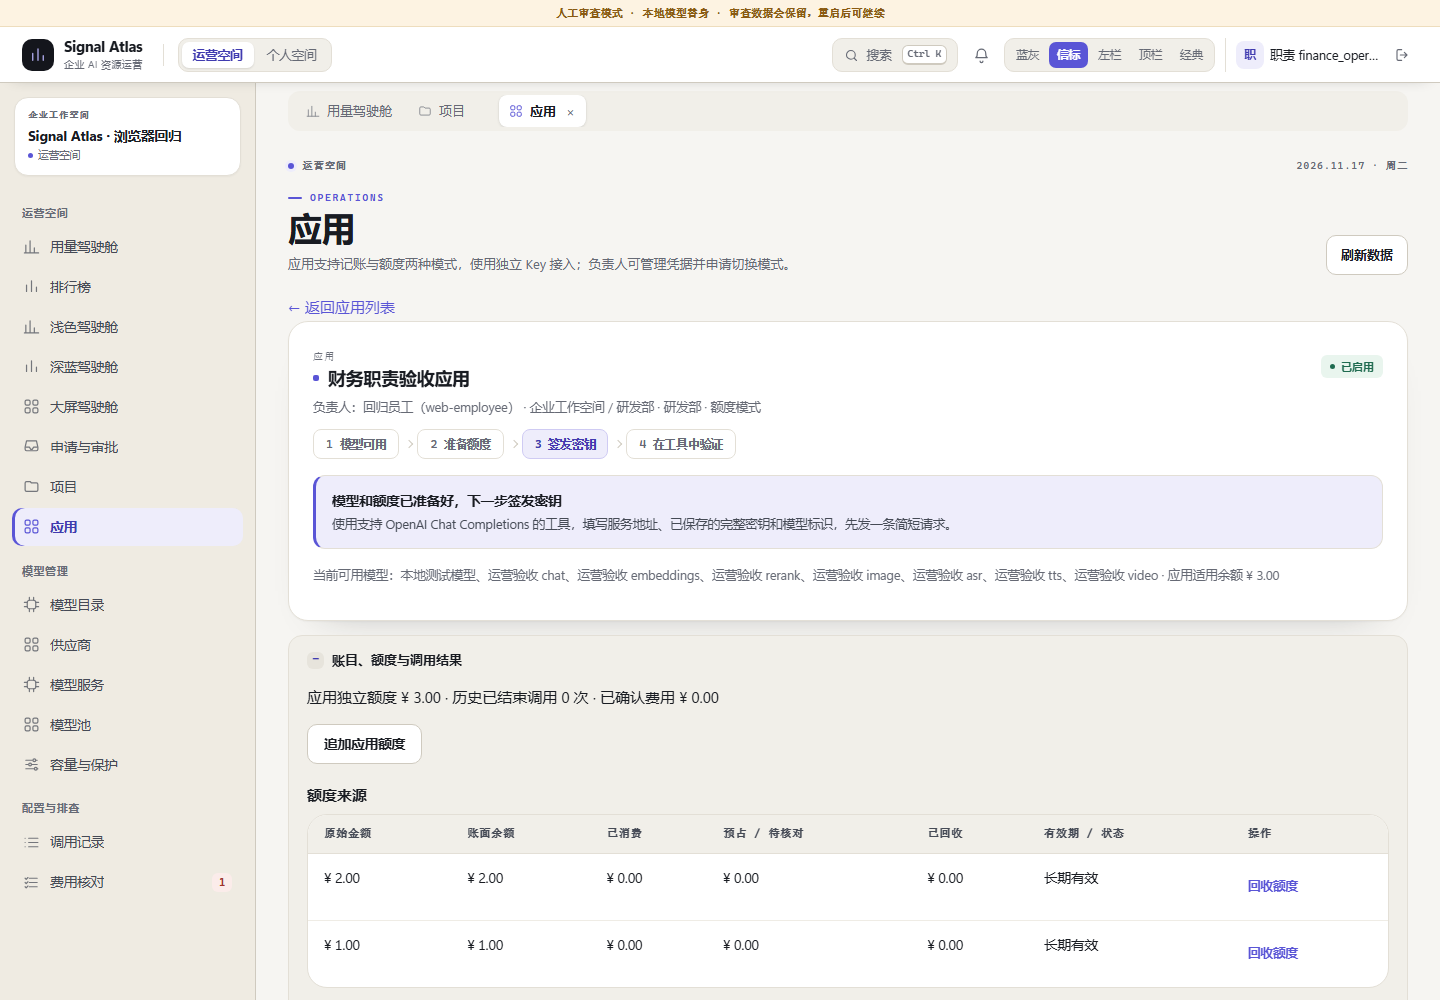 人工审查模式 · 本地模型替身 · 审查数据会保留，重启后可继续
Signal Atlas
企业 AI 资源运营
运营空间 个人空间
搜索 Ctrl K
蓝灰 信标 左栏 顶栏 经典
职 职责 finance_oper...
企业工作空间
Signal Atlas · 浏览器回归
运营空间
运营空间
用量驾驶舱
排行榜
浅色驾驶舱
深蓝驾驶舱
大屏驾驶舱
申请与审批
项目
应用
模型管理
模型目录
供应商
模型服务
模型池
容量与保护
配置与排查
调用记录
费用核对 1
用量驾驶舱 项目 应用 ×
运营空间 2026.11.17 · 周二
OPERATIONS
应用
应用支持记账与额度两种模式，使用独立 Key 接入；负责人可管理凭据并申请切换模式。
刷新数据
← 返回应用列表
应用
财务职责验收应用
已启用
负责人：回归员工（web-employee） · 企业工作空间 / 研发部 · 研发部 · 额度模式
1 模型可用 2 准备额度 3 签发密钥 4 在工具中验证
模型和额度已准备好，下一步签发密钥
使用支持 OpenAI Chat Completions 的工具，填写服务地址、已保存的完整密钥和模型标识，先发一条简短请求。
当前可用模型：本地测试模型、运营验收 chat、运营验收 embeddings、运营验收 rerank、运营验收 image、运营验收 asr、运营验收 tts、运营验收 video · 应用适用余额 ¥ 3.00
− 账目、额度与调用结果
应用独立额度 ¥ 3.00 · 历史已结束调用 0 次 · 已确认费用 ¥ 0.00
追加应用额度
额度来源
原始金额 账面余额 已消费 预占 / 待核对 已回收 有效期 / 状态 操作
¥ 2.00 ¥ 2.00 ¥ 0.00 ¥ 0.00 ¥ 0.00 长期有效 回收额度
¥ 1.00 ¥ 1.00 ¥ 0.00 ¥ 0.00 ¥ 0.00 长期有效 回收额度